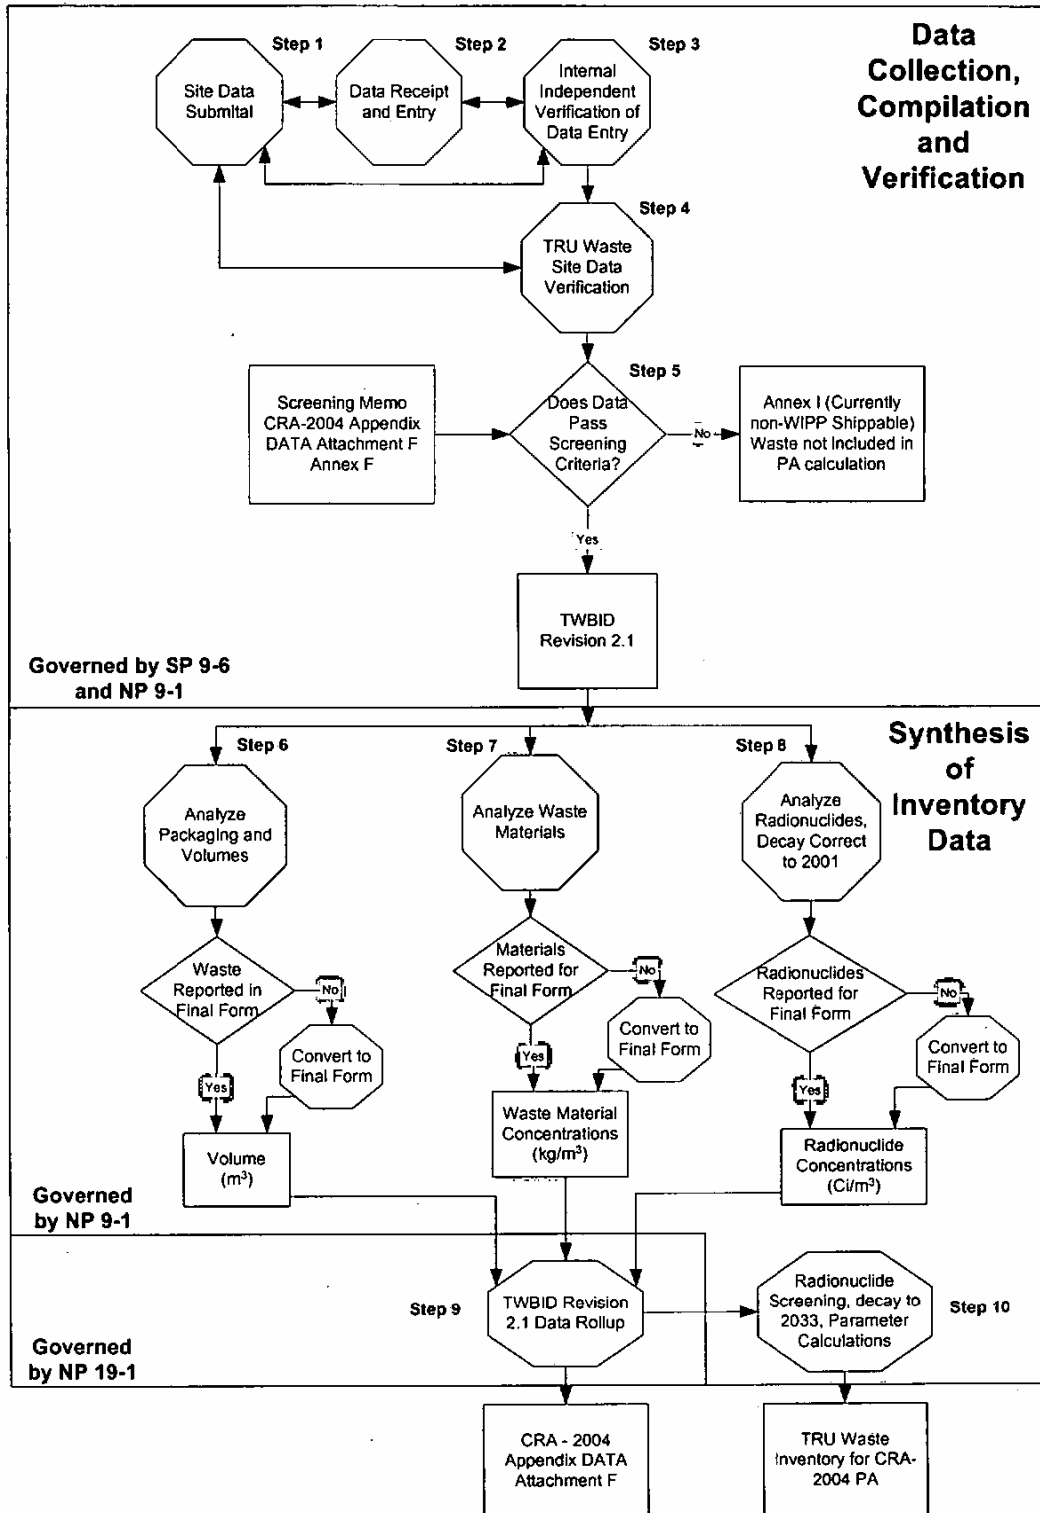 Data
Collection,
Compilation
and
Verification
Step 1
Site Data
Submital
Step 2
Data Receipt
and Entry
Step 3
Internal
Independent
Verification of
Data Entry
Step 4
TRU Waste
Site Data
Verification
Step 5
Screening Memo
CRA-2004 Appendix
DATA Attachment F
Annex F
Does Data
Pass
Screening
Criteria?
No
Annex I (Currently
non-WIPP Shippable)
Waste not Included in
PA calculation
Yes
TWBID
Revision 2.1
Governed by SP 9-6
and NP 9-1
Synthesis
of
Inventory
Data
Step 6
Analyze
Packaging and
Volumes
Step 7
Analyze Waste
Materials
Step 8
Analyze
Radionuclides,
Decay Correct
to 2001
Waste
Reported in
Final Form
No
Convert to
Final Form
Yes
Volume
(m³)
Materials
Reported for
Final Form
No
Convert to
Final Form
Yes
Waste Material
Concentrations
(kg/m³)
Radionuclides
Reported for
Final Form
No
Convert to
Final Form
Yes
Radionuclide
Concentrations
(Ci/m³)
Governed
by NP 9-1
Step 9
TWBID Revision
2.1 Data Rollup
Radionuclide
Screening, decay to
2033, Parameter
Calculations
Step 10
Governed
by NP 19-1
CRA - 2004
Appendix DATA
Attachment F
TRU Waste
Inventory for CRA-
2004 PA